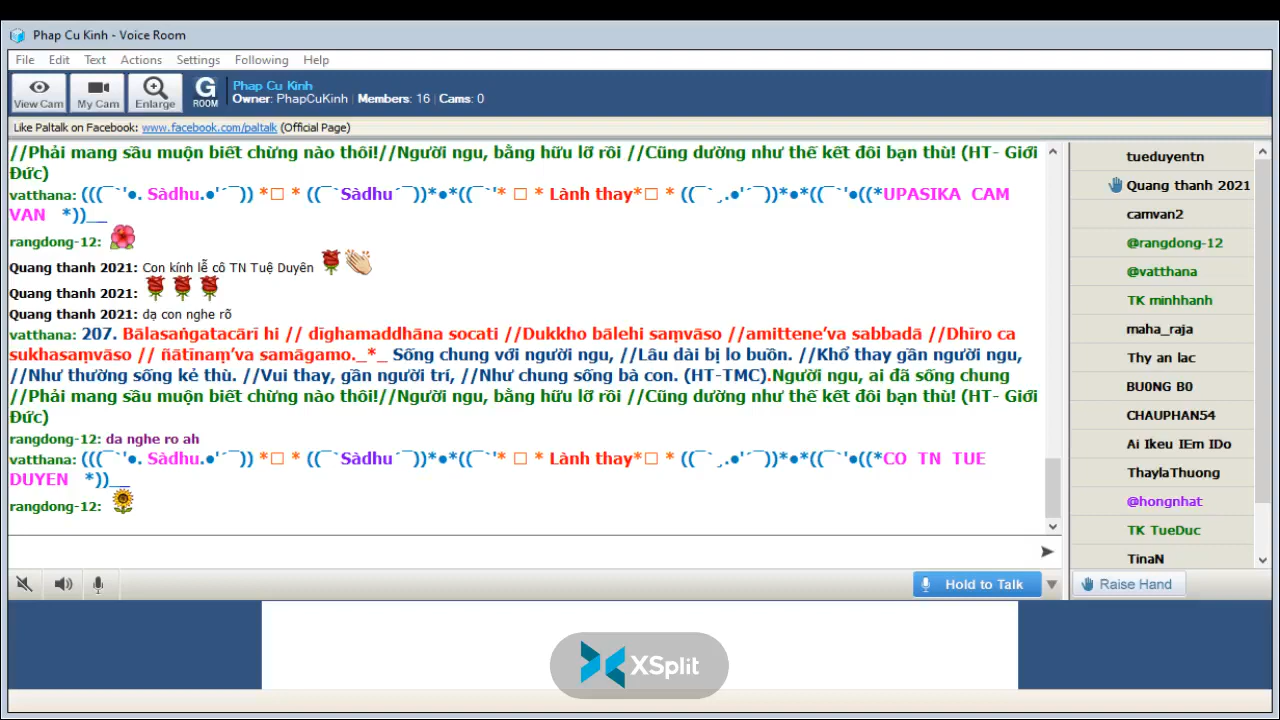 Phap Cu Kinh - Voice Room
File Edit Text Actions Settings Following Help
View Cam My Cam Enlarge G ROOM
Phap Cu Kinh
Owner: PhapCuKinh | Members: 16 | Cams: 0
Like Paltalk on Facebook: www.facebook.com/paltalk (Official Page)
//Phải mang sầu muộn biết chừng nào thôi!//Người ngu, bằng hữu lỡ rồi //Cũng dường như thế kết đôi bạn thù! (HT- Giới
Đức)
vatthana: (((¯`'●. Sàdhu.●'´¯)) *□ * ((¯`Sàdhu´¯))*●*((¯`'* □ * Lành thay*□ * ((¯`¸.●'´¯))*●*((¯`'●((*UPASIKA CAM
VAN *))__
rangdong-12:
Quang thanh 2021: Con kính lễ cô TN Tuệ Duyên
Quang thanh 2021:
Quang thanh 2021: dạ con nghe rõ
vatthana: 207. Bālasaṅgatacārī hi // dīghamaddhāna socati //Dukkho bālehi saṃvāso //amittene’va sabbadā //Dhīro ca
sukhasaṃvāso // ñātīnaṃ’va samāgamo._*_ Sống chung với người ngu, //Lâu dài bị lo buồn. //Khổ thay gần người ngu,
//Như thường sống kẻ thù. //Vui thay, gần người trí, //Như chung sống bà con. (HT-TMC).Người ngu, ai đã sống chung
//Phải mang sầu muộn biết chừng nào thôi!//Người ngu, bằng hữu lỡ rồi //Cũng dường như thế kết đôi bạn thù! (HT- Giới
Đức)
rangdong-12: da nghe ro ah
vatthana: (((¯`'●. Sàdhu.●'´¯)) *□ * ((¯`Sàdhu´¯))*●*((¯`'* □ * Lành thay*□ * ((¯`¸.●'´¯))*●*((¯`'●((*CO TN TUE
DUYEN *))__
rangdong-12:
Hold to Talk
tueduyentn
Quang thanh 2021
camvan2
@rangdong-12
@vatthana
TK minhhanh
maha_raja
Thy an lac
BU0NG B0
CHAUPHAN54
Ai Ikeu IEm IDo
ThaylaThuong
@hongnhat
TK TueDuc
TinaN
Raise Hand
XSplit